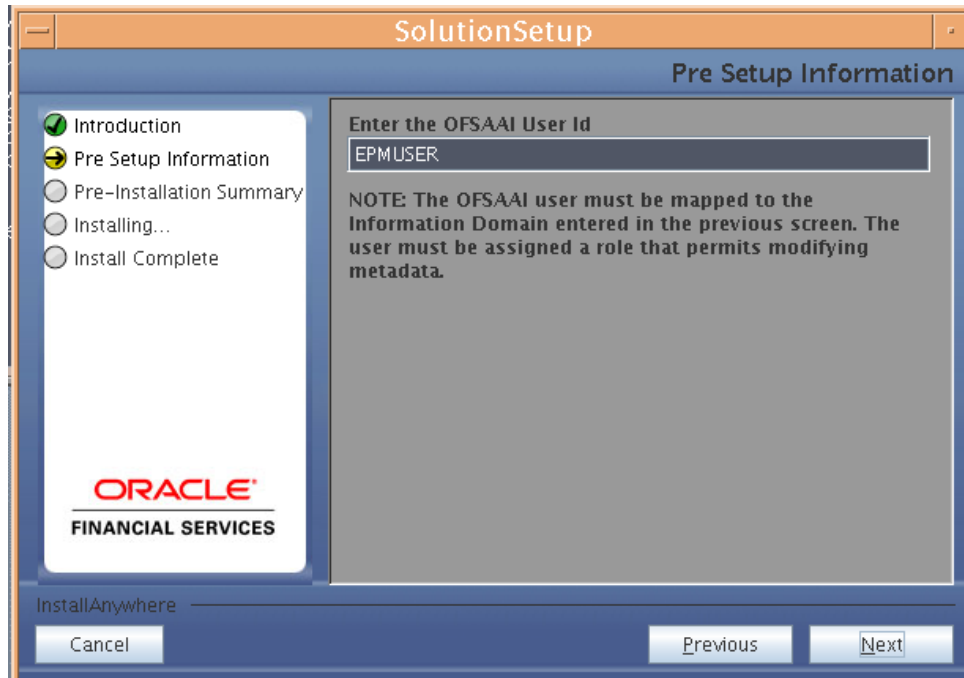 SolutionSetup
Pre Setup Information
Introduction
Pre Setup Information
Pre-Installation Summary
Installing...
Install Complete
ORACLE
FINANCIAL SERVICES
Enter the OFSAAI User Id
EPMUSER
NOTE: The OFSAAI user must be mapped to the
Information Domain entered in the previous screen. The
user must be assigned a role that permits modifying
metadata.
InstallAnywhere
Cancel
Previous
Next